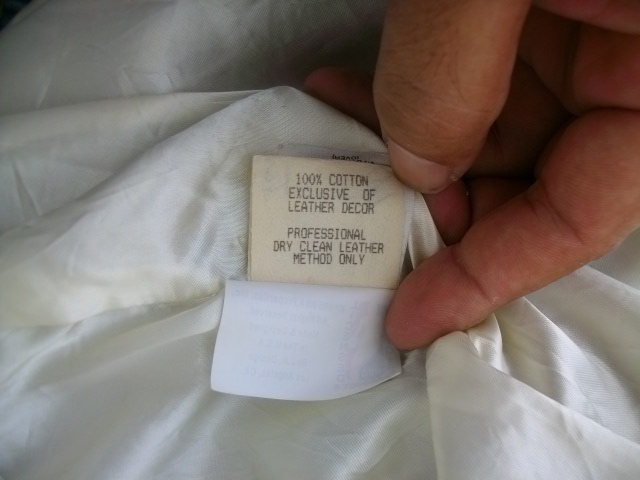 100% COTTON
EXCLUSIVE OF
LEATHER DECOR
PROFESSIONAL
DRY CLEAN LEATHER
METHOD ONLY